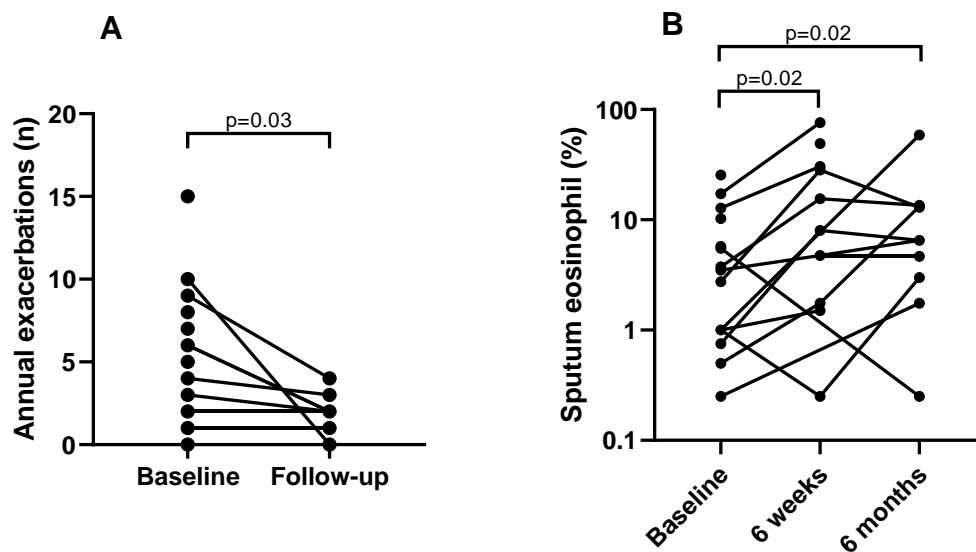 A
Annual exacerbations (n)
20
15
10
5
0
p=0.03
Baseline
Follow-up
B
Sputum eosinophil (%)
100
10
1
0.1
p=0.02
p=0.02
Baseline
6 weeks
6 months